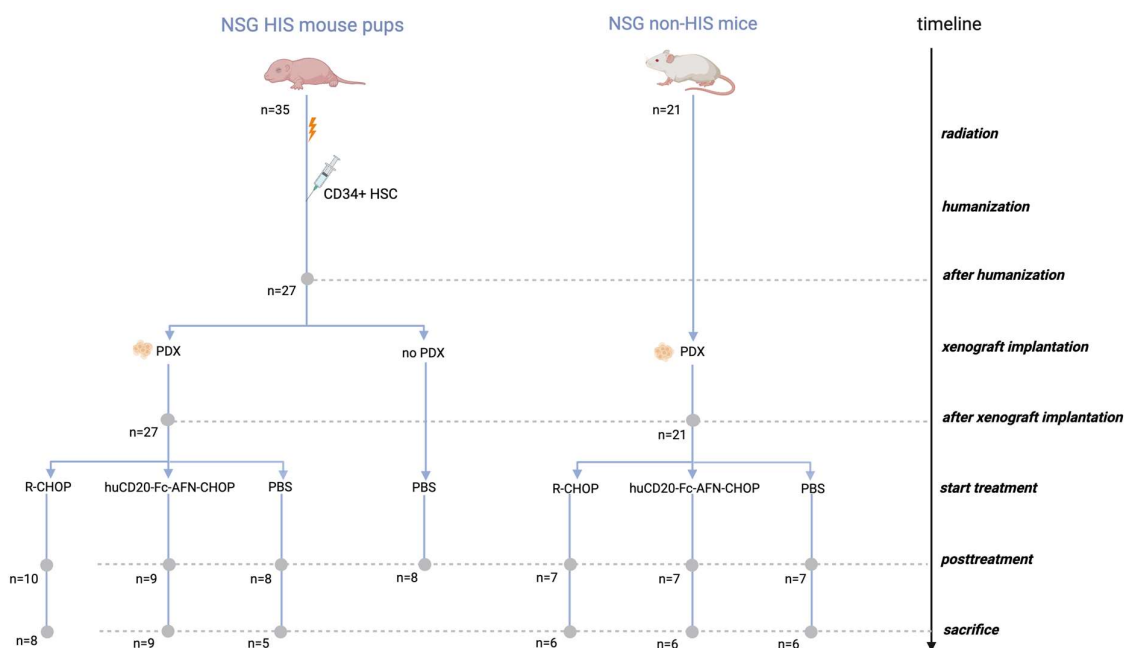 NSG HIS mouse pups
NSG non-HIS mice
timeline
n=35
n=21
radiation
CD34+ HSC
humanization
after humanization
n=27
PDX
no PDX
PDX
xenograft implantation
after xenograft implantation
n=27
n=21
R-CHOP
huCD20-Fc-AFN-CHOP
PBS
PBS
R-CHOP
huCD20-Fc-AFN-CHOP
PBS
start treatment
posttreatment
n=10
n=9
n=8
n=8
n=7
n=7
n=7
sacrifice
n=8
n=9
n=5
n=6
n=6
n=6